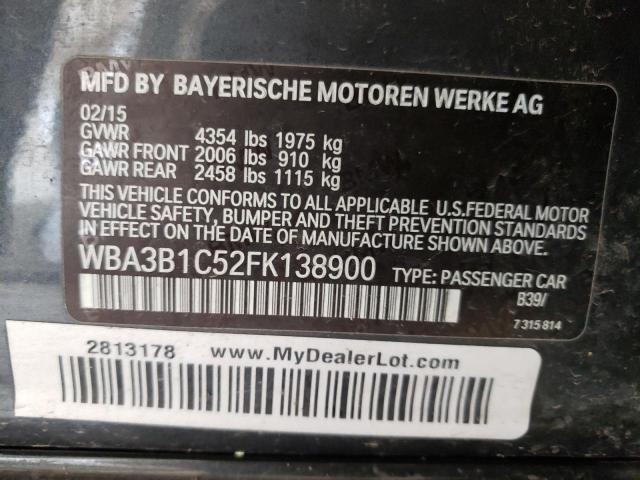 MFD BY BAYERISCHE MOTOREN WERKE AG
02/15
GVWR 4354 lbs 1975 kg
GAWR FRONT 2006 lbs 910 kg
GAWR REAR 2458 lbs 1115 kg
THIS VEHICLE CONFORMS TO ALL APPLICABLE U.S.FEDERAL MOTOR
VEHICLE SAFETY, BUMPER AND THEFT PREVENTION STANDARDS
IN EFFECT ON THE DATE OF MANUFACTURE SHOWN ABOVE.
WBA3B1C52FK138900 TYPE: PASSENGER CAR
B39/
7315814
2813178 www.MyDealerLot.com